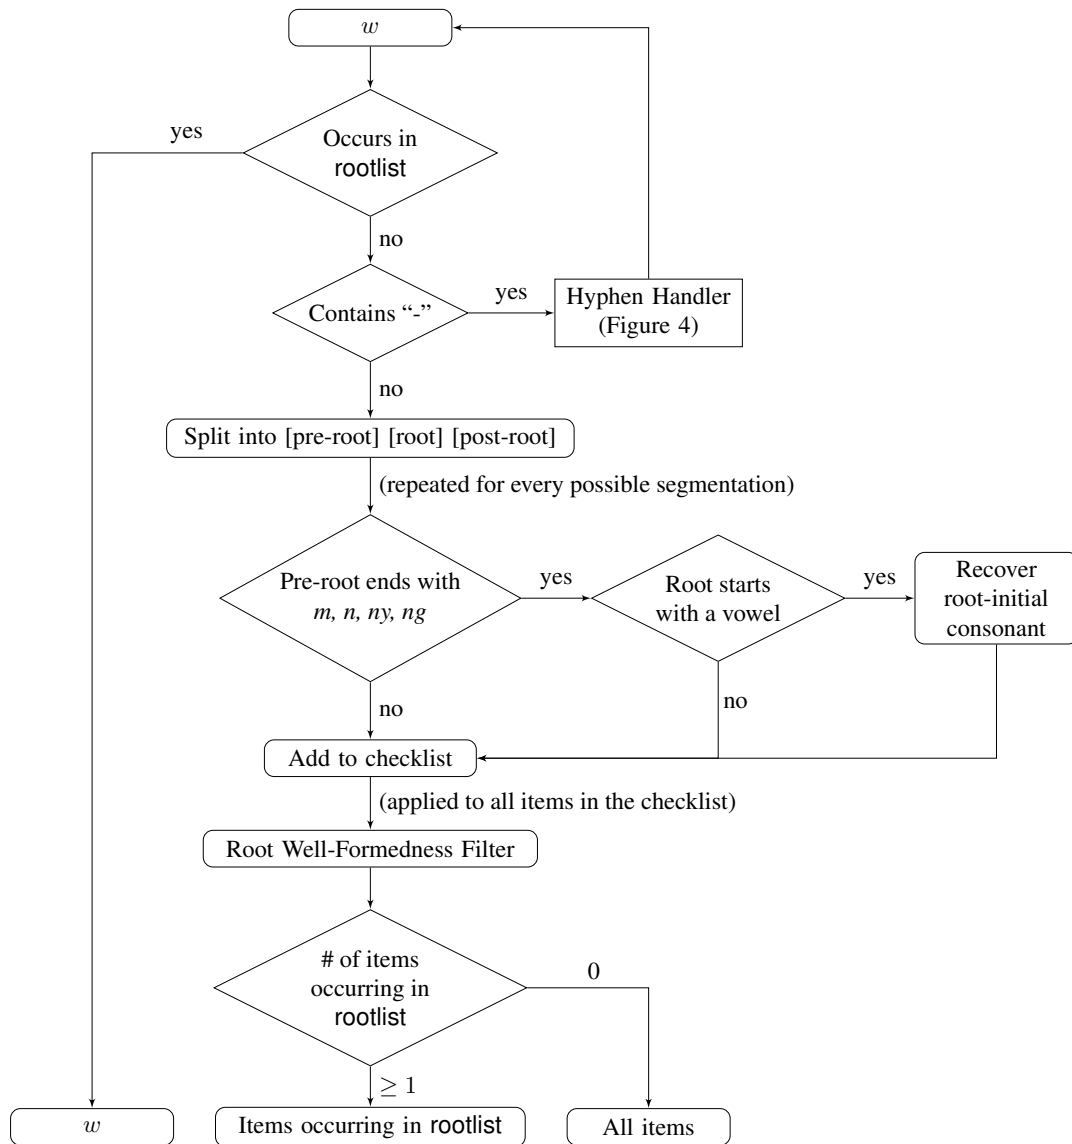 w
yes
Occurs in
rootlist
no
Contains “-”
yes
Hyphen Handler
(Figure 4)
no
Split into [pre-root] [root] [post-root]
(repeated for every possible segmentation)
Pre-root ends with
m, n, ny, ng
yes
Root starts
with a vowel
yes
Recover
root-initial
consonant
no
no
Add to checklist
(applied to all items in the checklist)
Root Well-Formedness Filter
# of items
occurring in
rootlist
0
≥ 1
w
Items occurring in rootlist
All items